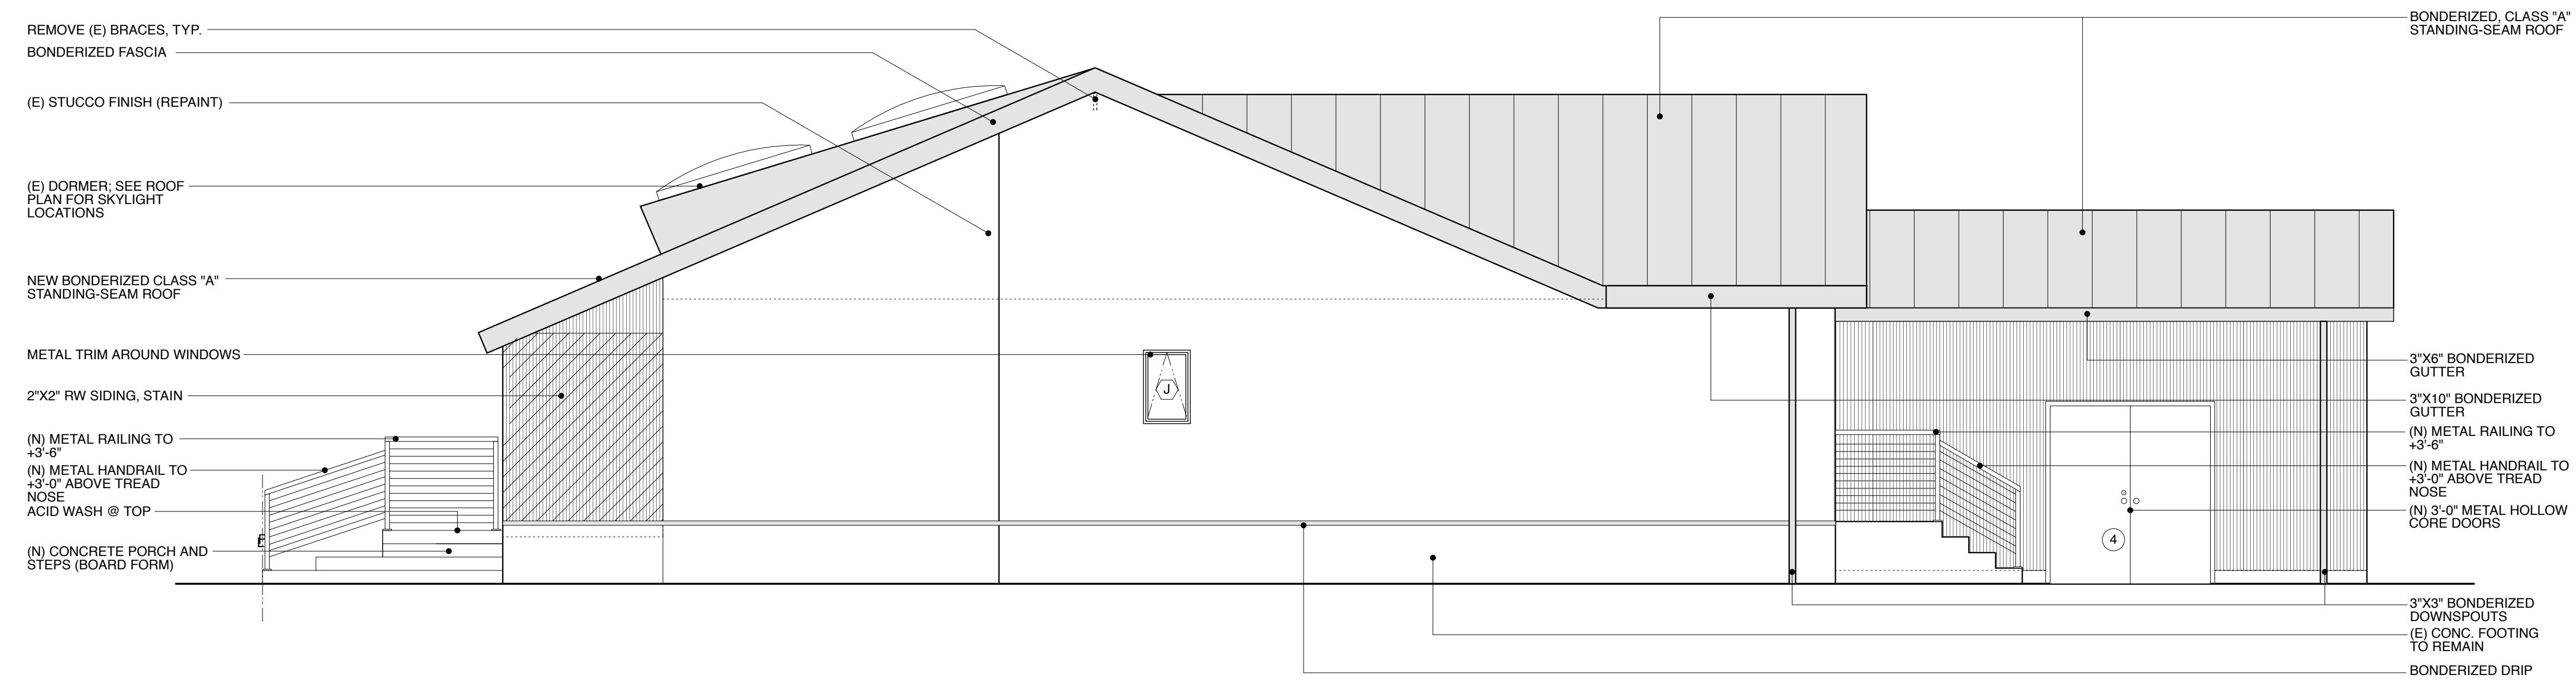 REMOVE (E) BRACES, TYP.
BONDERIZED FASCIA
(E) STUCCO FINISH (REPAINT)
(E) DORMER; SEE ROOF
PLAN FOR SKYLIGHT
LOCATIONS
NEW BONDERIZED CLASS "A"
STANDING-SEAM ROOF
METAL TRIM AROUND WINDOWS
2"X2" RW SIDING, STAIN
(N) METAL RAILING TO
+3'-6"
(N) METAL HANDRAIL TO
+3'-0" ABOVE TREAD
NOSE
ACID WASH @ TOP
(N) CONCRETE PORCH AND
STEPS (BOARD FORM)
J
4
BONDERIZED, CLASS "A"
STANDING-SEAM ROOF
3"X6" BONDERIZED
GUTTER
3"X10" BONDERIZED
GUTTER
(N) METAL RAILING TO
+3'-6"
(N) METAL HANDRAIL TO
+3'-0" ABOVE TREAD
NOSE
(N) 3'-0" METAL HOLLOW
CORE DOORS
3"X3" BONDERIZED
DOWNSPOUTS
(E) CONC. FOOTING
TO REMAIN
BONDERIZED DRIP